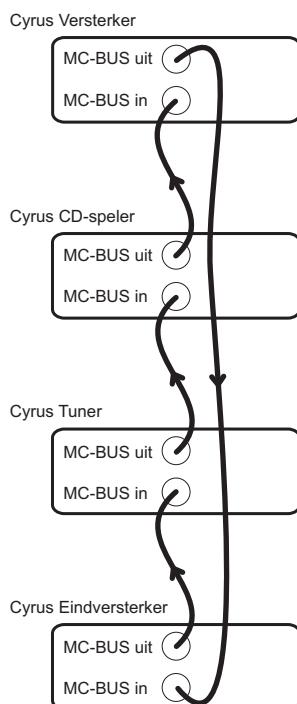 Cyrus Versterker
MC-BUS uit
MC-BUS in
Cyrus CD-speler
MC-BUS uit
MC-BUS in
Cyrus Tuner
MC-BUS uit
MC-BUS in
Cyrus Eindversterker
MC-BUS uit
MC-BUS in